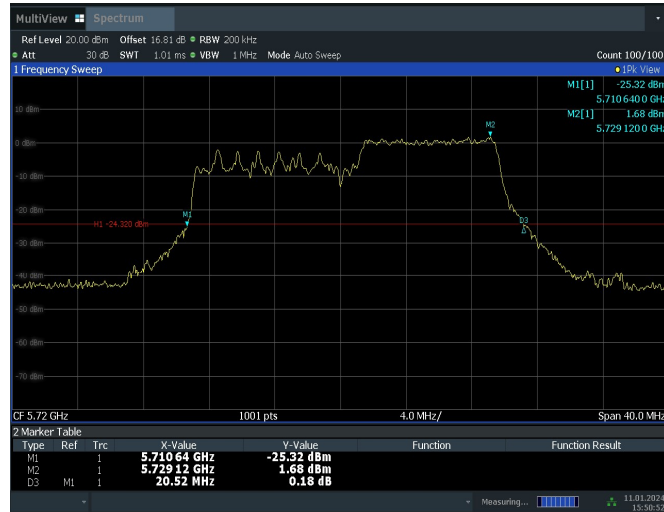 MultiView Spectrum
Ref Level 20.00 dBm Offset 16.81 dB RBW 200 kHz
Att 30 dB SWT 1.01 ms VBW 1 MHz Mode Auto Sweep Count 100/100
1 Frequency Sweep 1Pk View
M1[1] -25.32 dBm
5.710 640 0 GHz
M2[1] 1.68 dBm
5.729 120 0 GHz
10 dBm
M2
0 dBm
-10 dBm
-20 dBm
M1
D3
H1 -24.320 dBm
-30 dBm
-40 dBm
-50 dBm
-60 dBm
-70 dBm
CF 5.72 GHz 1001 pts 4.0 MHz/ Span 40.0 MHz
2 Marker Table
Type Ref Trc X-Value Y-Value Function Function Result
M1 1 5.710 64 GHz -25.32 dBm
M2 1 5.729 12 GHz 1.68 dBm
D3 M1 1 20.52 MHz 0.18 dB
Measuring... 11.01.2024
15:50:52